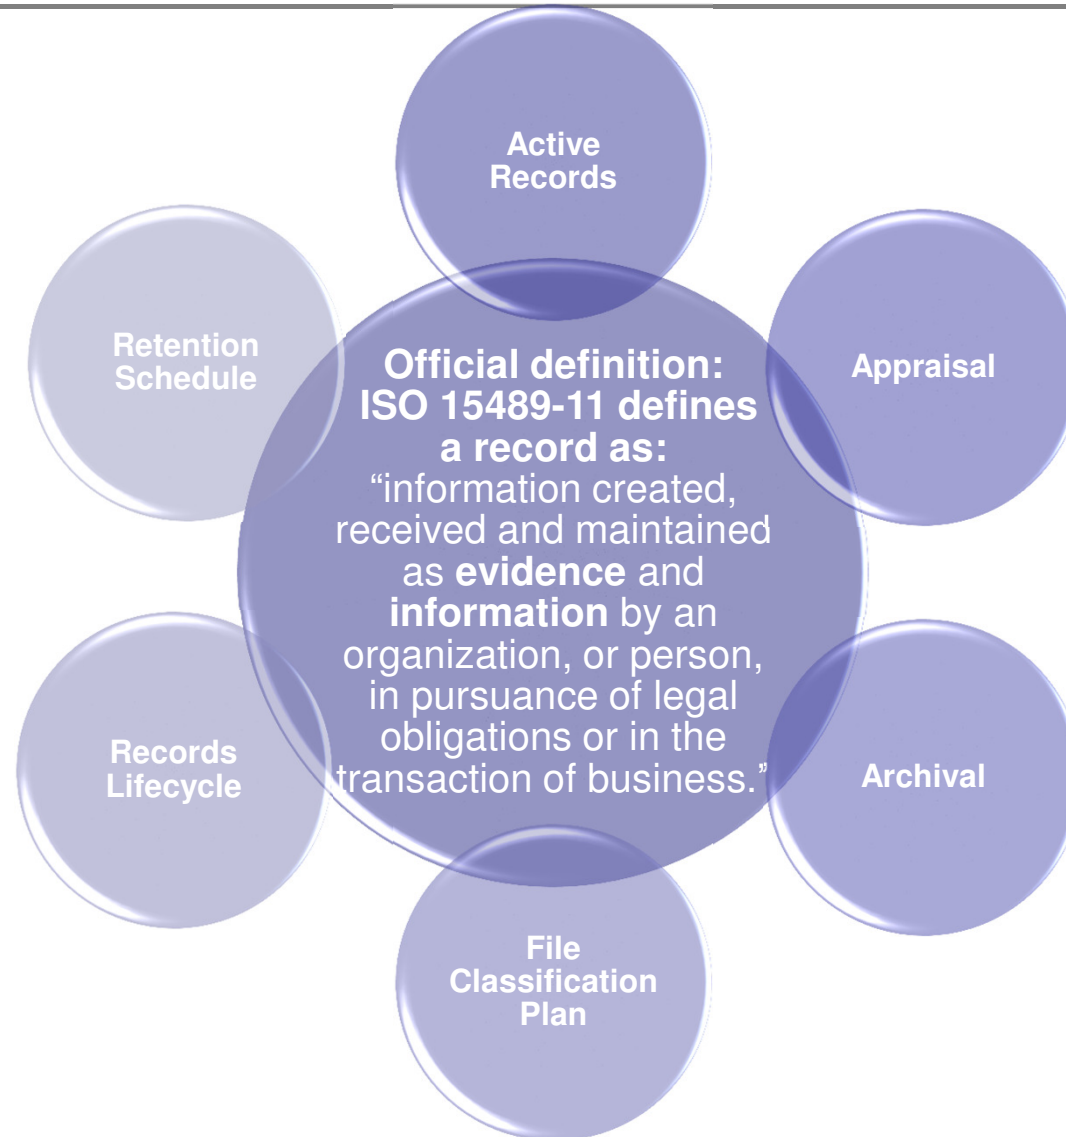 Active
Records
Appraisal
Archival
File
Classification
Plan
Records
Lifecycle
Retention
Schedule
Official definition:
ISO 15489-11 defines
a record as:
“information created,
received and maintained
as evidence and
information by an
organization, or person,
in pursuance of legal
obligations or in the
transaction of business.”